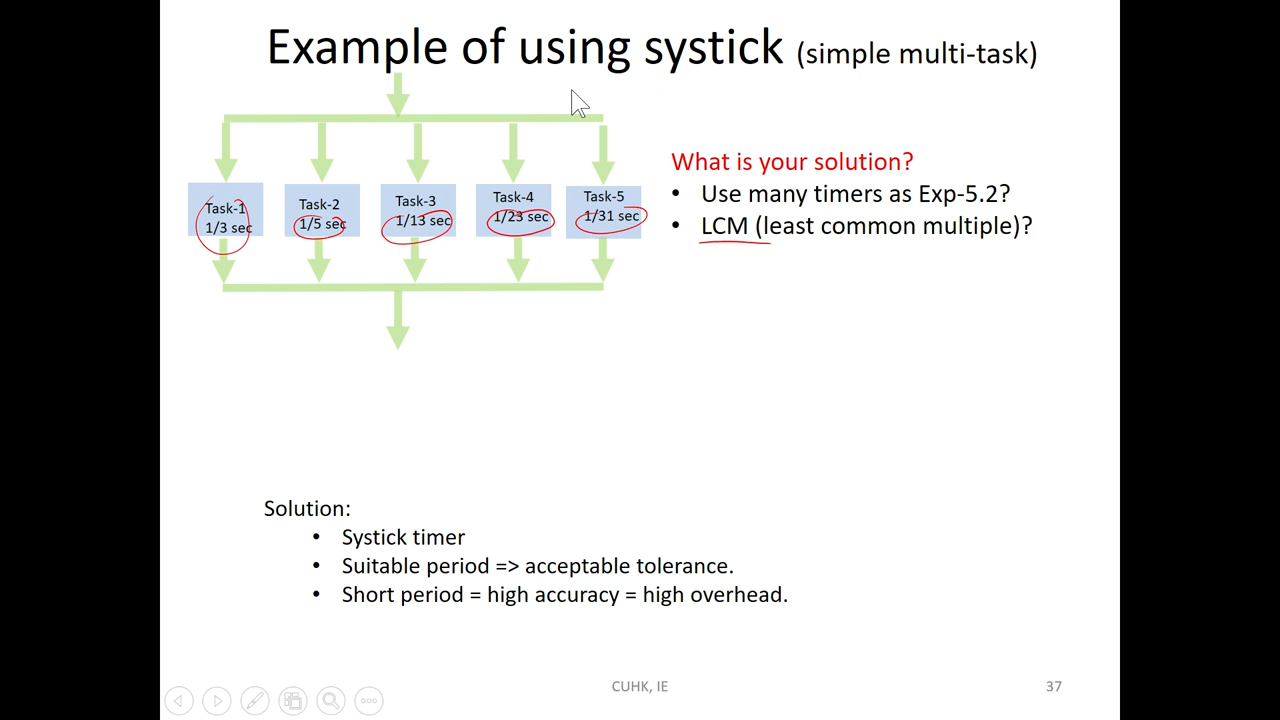 Example of using systick (simple multi-task)
Task-1
1/3 sec
Task-2
1/5 sec
Task-3
1/13 sec
Task-4
1/23 sec
Task-5
1/31 sec
What is your solution?
• Use many timers as Exp-5.2?
• LCM (least common multiple)?
Solution:
• Systick timer
• Suitable period => acceptable tolerance.
• Short period = high accuracy = high overhead.
CUHK, IE
37